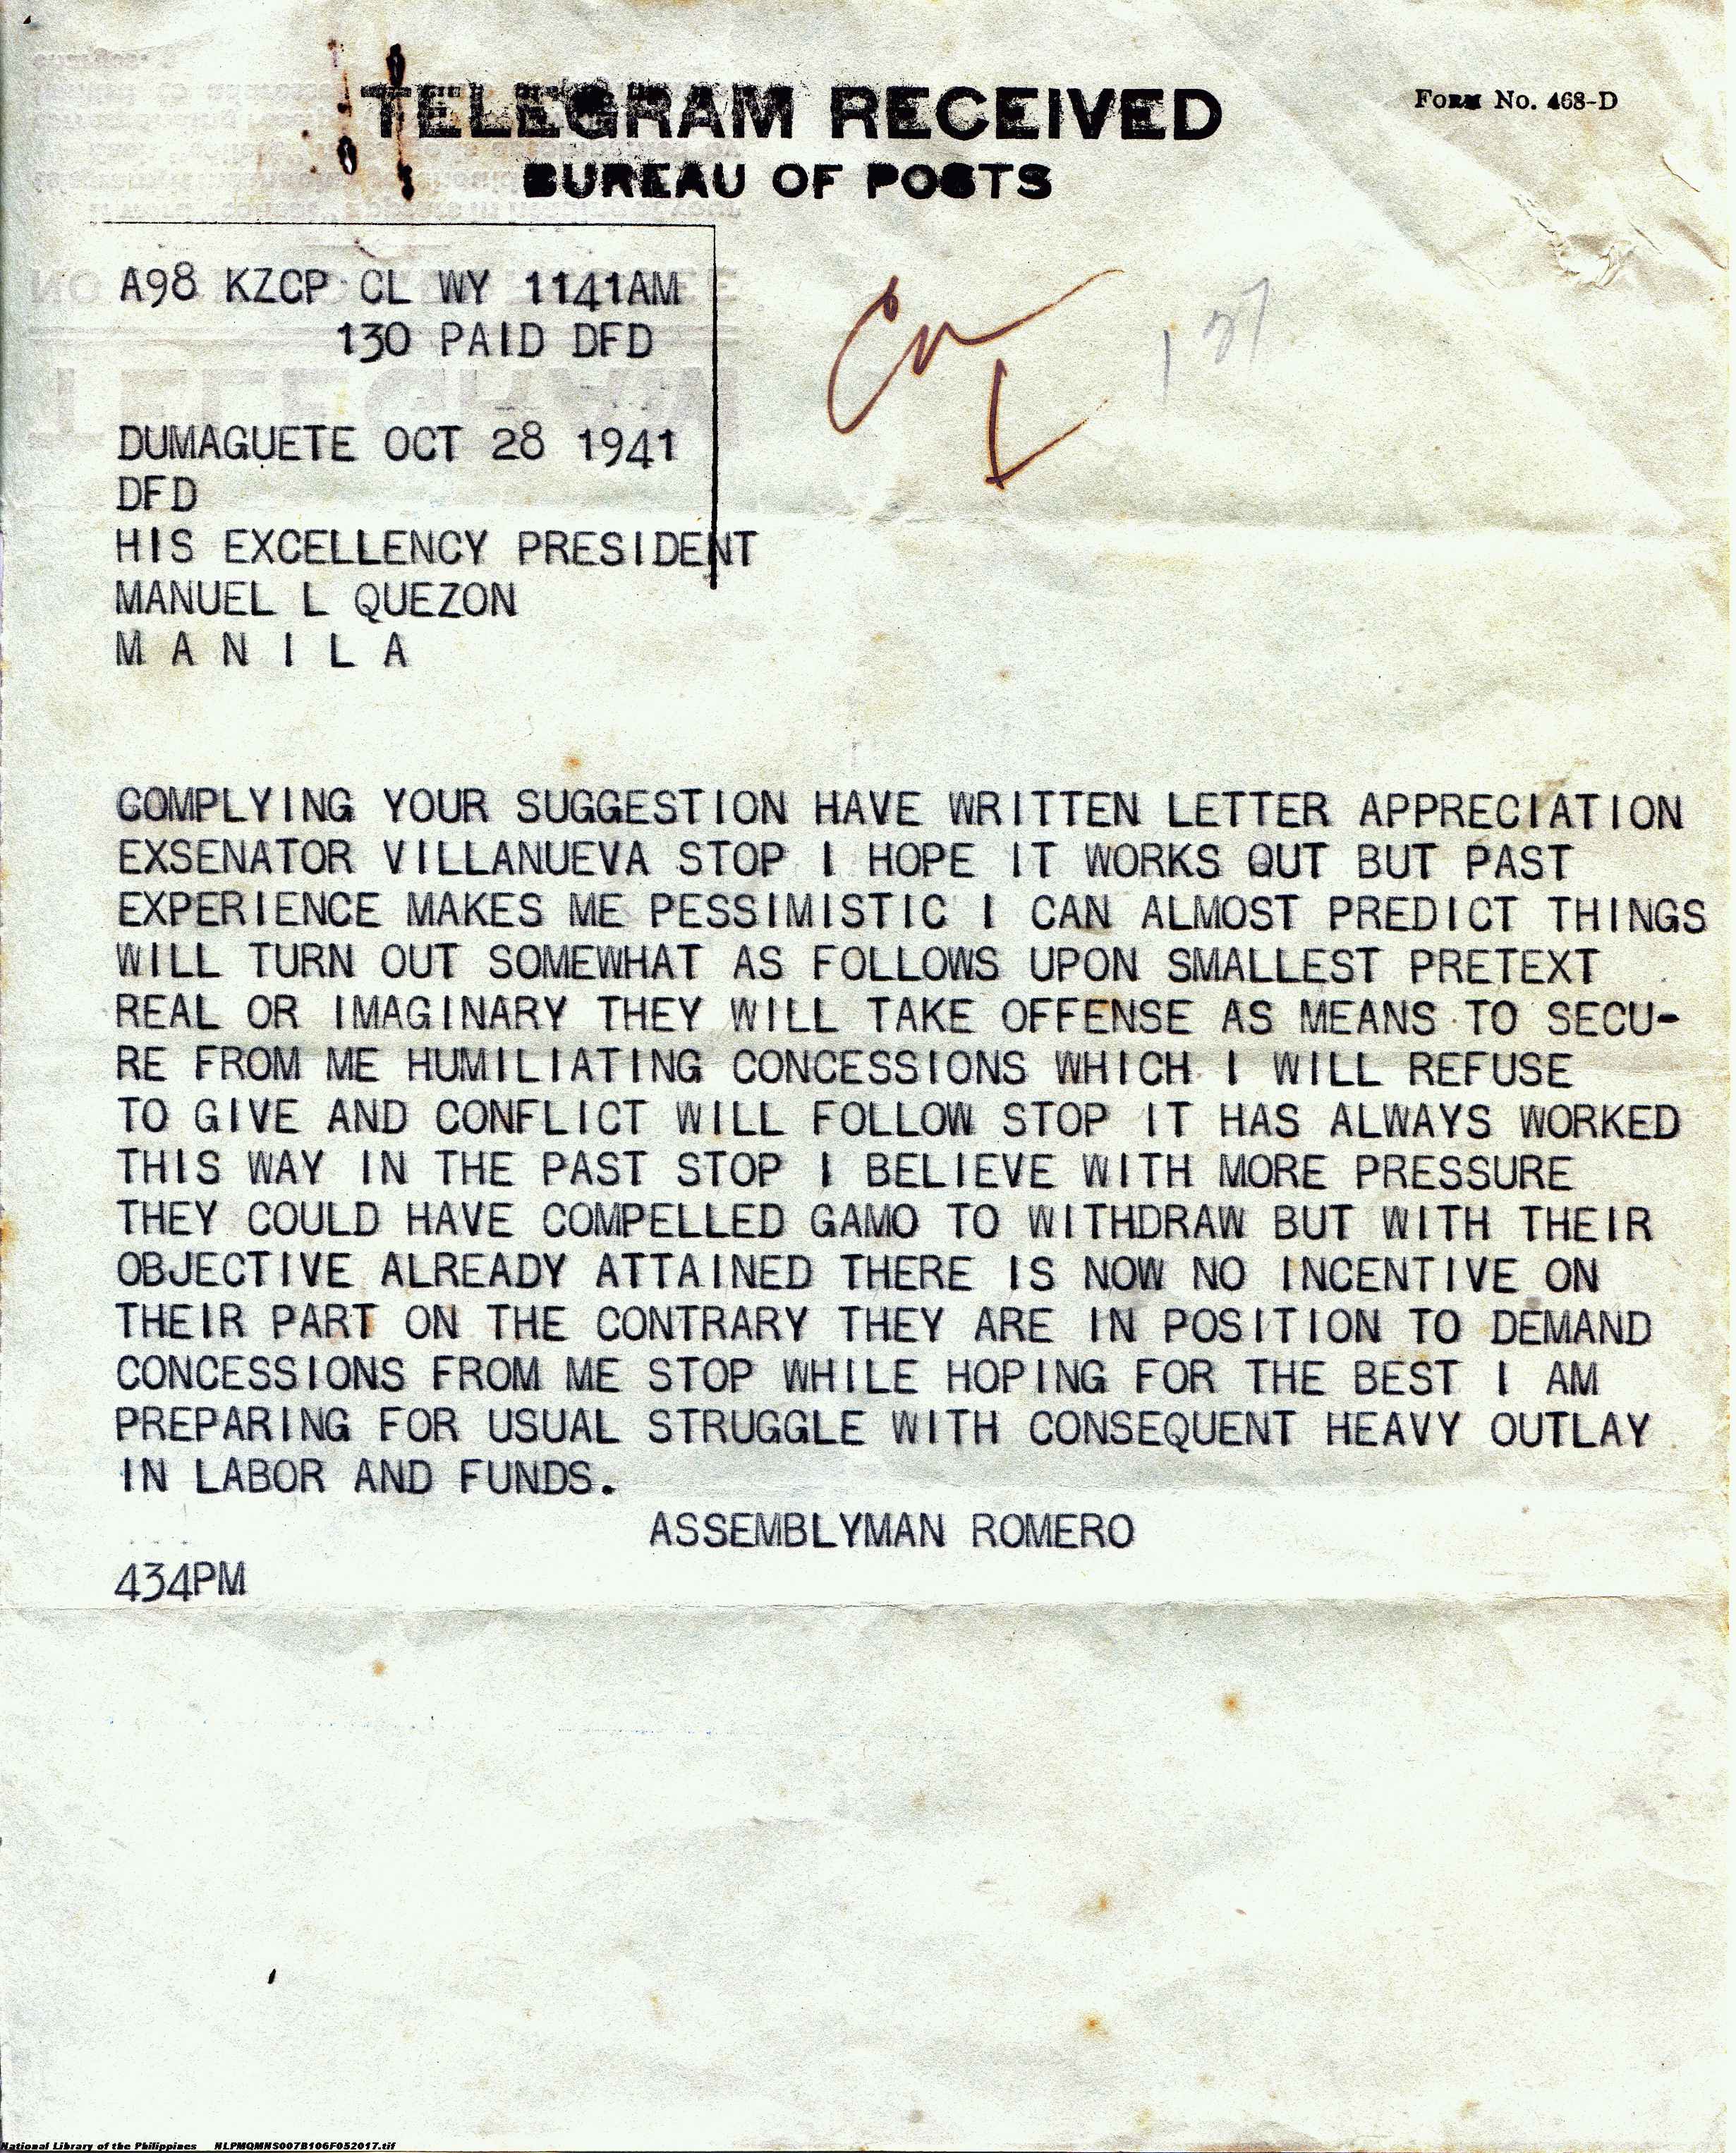 TELEGRAM RECEIVED
FORM No. 468-D
BUREAU OF POSTS
A98 KZCP CL WY 1141AM
130 PAID DFD
DUMAGUETE OCT 28 1941
DFD
HIS EXCELLENCY PRESIDENT
MANUEL L QUEZON
M A N I L A
COMPLYING YOUR SUGGESTION HAVE WRITTEN LETTER APPRECIATION
EXSENATOR VILLANUEVA STOP I HOPE IT WORKS OUT BUT PAST
EXPERIENCE MAKES ME PESSIMISTIC I CAN ALMOST PREDICT THINGS
WILL TURN OUT SOMEWHAT AS FOLLOWS UPON SMALLEST PRETEXT
REAL OR IMAGINARY THEY WILL TAKE OFFENSE AS MEANS TO SECU-
RE FROM ME HUMILIATING CONCESSIONS WHICH I WILL REFUSE
TO GIVE AND CONFLICT WILL FOLLOW STOP IT HAS ALWAYS WORKED
THIS WAY IN THE PAST STOP I BELIEVE WITH MORE PRESSURE
THEY COULD HAVE COMPELLED GAMO TO WITHDRAW BUT WITH THEIR
OBJECTIVE ALREADY ATTAINED THERE IS NOW NO INCENTIVE ON
THEIR PART ON THE CONTRARY THEY ARE IN POSITION TO DEMAND
CONCESSIONS FROM ME STOP WHILE HOPING FOR THE BEST I AM
PREPARING FOR USUAL STRUGGLE WITH CONSEQUENT HEAVY OUTLAY
IN LABOR AND FUNDS.
ASSEMBLYMAN ROMERO
434PM
National Library of the Philippines NLPMQMNS007B106F052017.tif